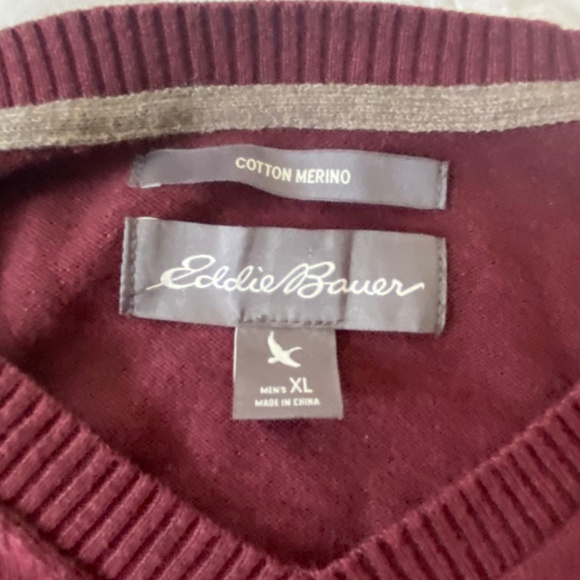 COTTON MERINO
Eddie Bauer
MEN'S XL
MADE IN CHINA